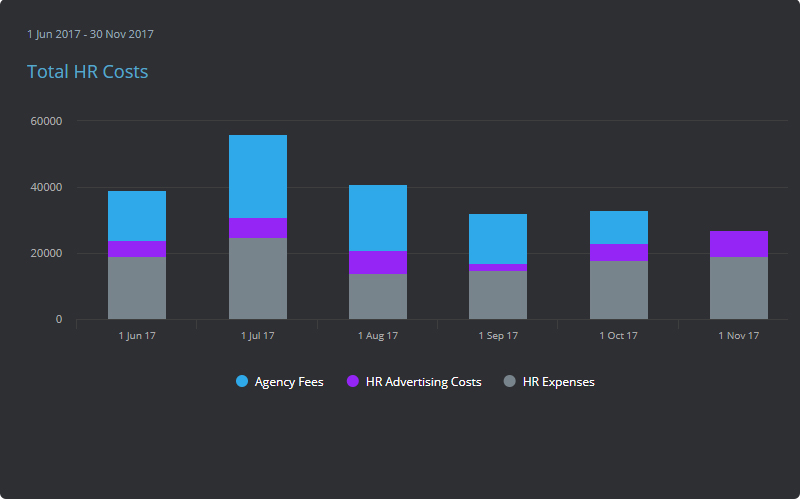 1 Jun 2017 - 30 Nov 2017
Total HR Costs
60000
40000
20000
0
1 Jun 17 1 Jul 17 1 Aug 17 1 Sep 17 1 Oct 17 1 Nov 17
Agency Fees HR Advertising Costs HR Expenses